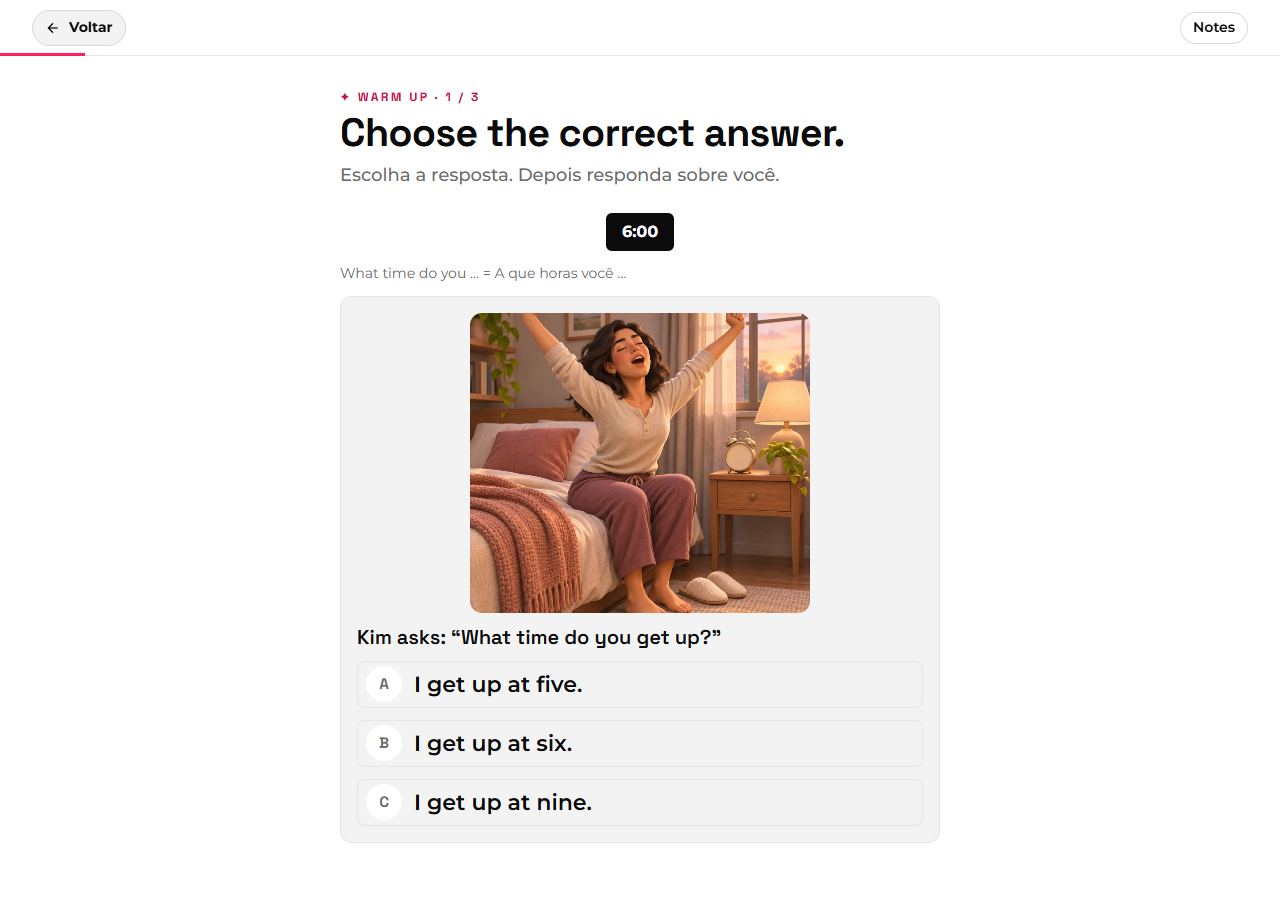 ← Voltar
Notes
✦ WARM UP · 1 / 3
Choose the correct answer.
Escolha a resposta. Depois responda sobre você.
6:00
What time do you ... = A que horas você ...
Kim asks: “What time do you get up?”
A I get up at five.
B I get up at six.
C I get up at nine.